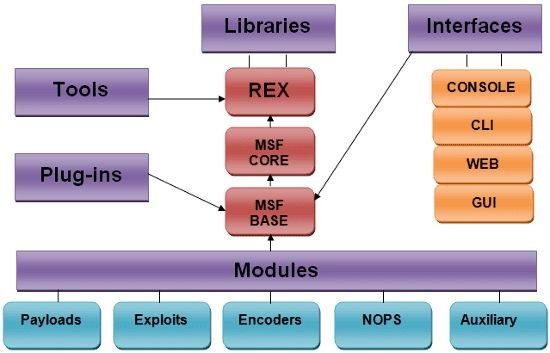 Libraries
Interfaces
Tools
REX
CONSOLE
MSF
CORE
CLI
Plug-ins
WEB
MSF
BASE
GUI
Modules
Payloads
Exploits
Encoders
NOPS
Auxiliary